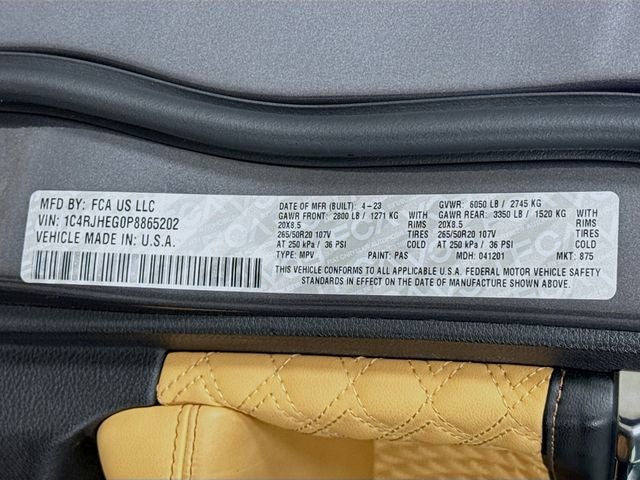 MFD BY: FCA US LLC
VIN: 1C4RJHEG0P8865202
VEHICLE MADE IN U.S.A.
DATE OF MFR (BUILT): 4-23 GVWR: 6050 LB / 2745 KG
GAWR FRONT: 2800 LB / 1271 KG WITH GAWR REAR: 3350 LB / 1520 KG WITH
20X8.5 RIMS 20X8.5 RIMS
265/50R20 107V TIRES 265/50R20 107V TIRES
AT 250 kPa / 36 PSI COLD AT 250 kPa / 36 PSI COLD
TYPE: MPV PAINT: PAS MDH: 041201 MKT: 875
THIS VEHICLE CONFORMS TO ALL APPLICABLE U.S.A. FEDERAL MOTOR VEHICLE SAFETY
STANDARDS IN EFFECT ON THE DATE OF MANUFACTURE SHOWN ABOVE.